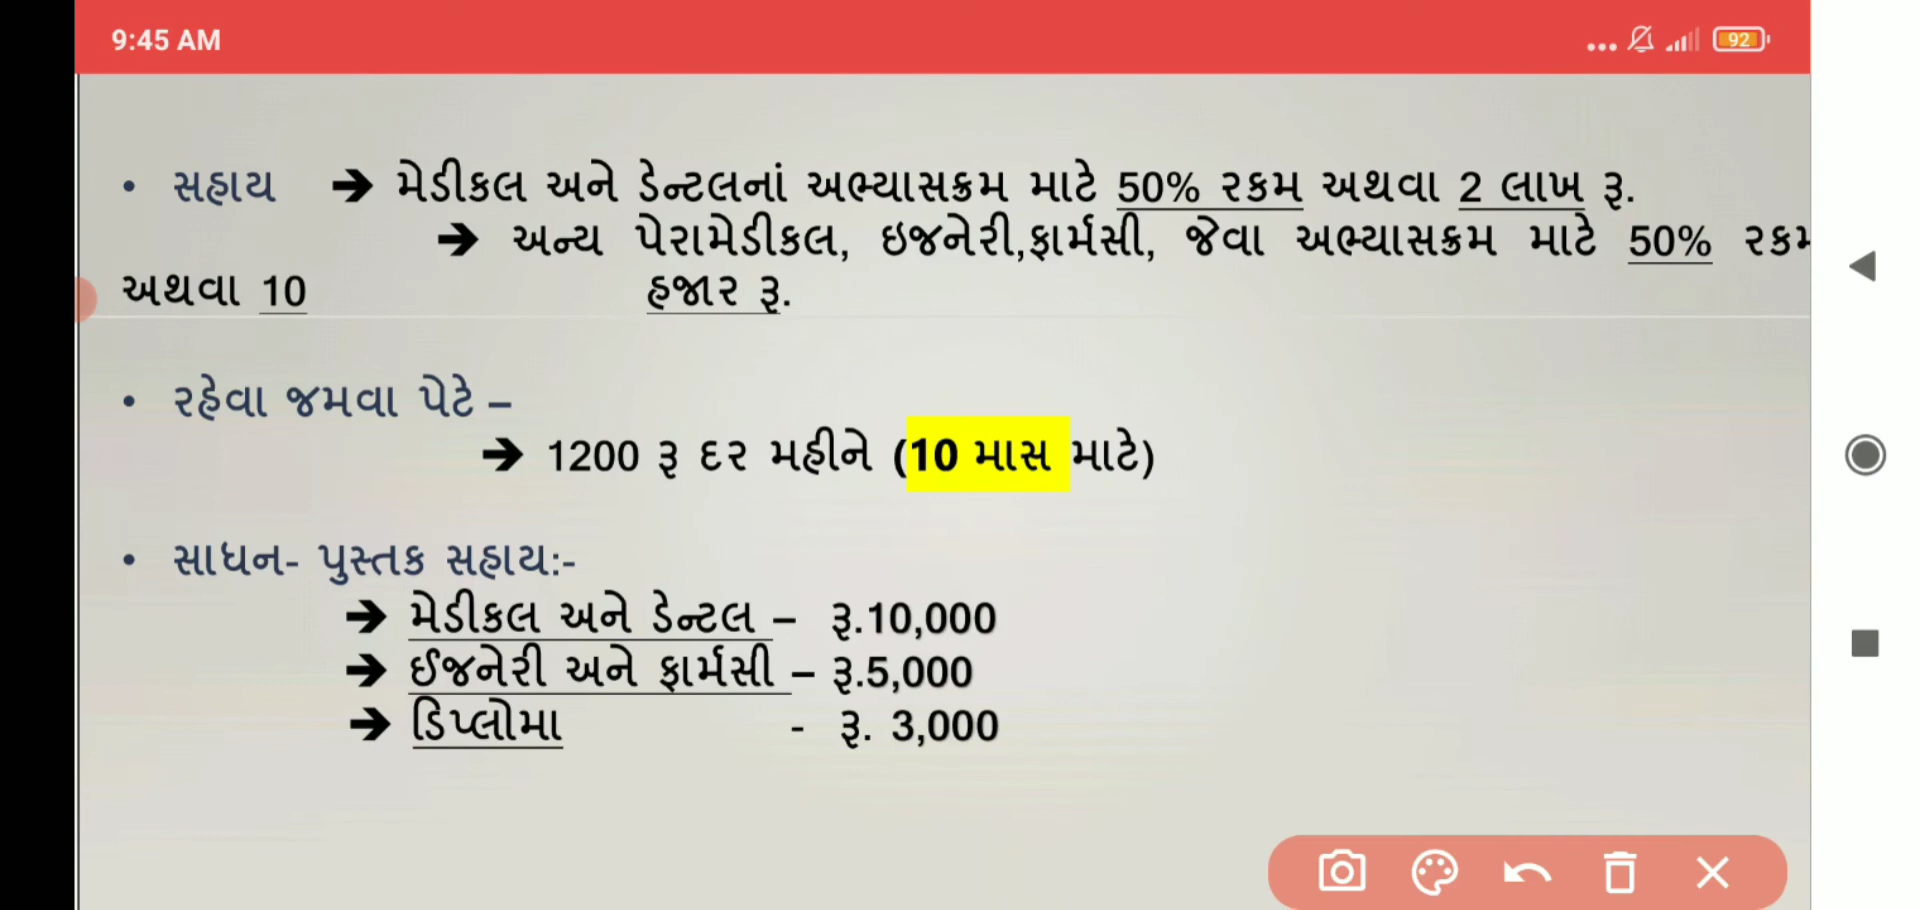 9:45 AM
92
• સહાય ➔ મેડીકલ અને ડેન્ટલનાં અભ્યાસક્રમ માટે 50% રકમ અથવા 2 લાખ રૂ.
➔ અન્ય પેરામેડીકલ, ઇજનેરી,ફાર્મસી, જેવા અભ્યાસક્રમ માટે 50% રકમ
અથવા 10 હજાર રૂ.
• રહેવા જમવા પેટે –
➔ 1200 રૂ દર મહીને (10 માસ માટે)
• સાધન- પુસ્તક સહાય:-
➔ મેડીકલ અને ડેન્ટલ – રૂ.10,000
➔ ઈજનેરી અને ફાર્મસી – રૂ.5,000
➔ ડિપ્લોમા - રૂ. 3,000